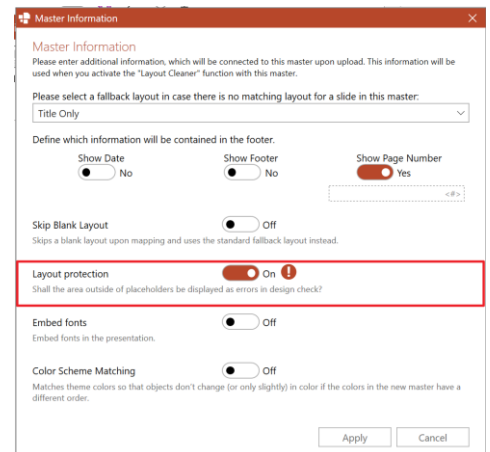 Master Information
Master Information
Please enter additional information, which will be connected to this master upon upload. This information will be
used when you activate the "Layout Cleaner" function with this master.
Please select a fallback layout in case there is no matching layout for a slide in this master:
Title Only
Define which information will be contained in the footer.
Show Date Show Footer Show Page Number
No No Yes
<#>
Skip Blank Layout Off
Skips a blank layout upon mapping and uses the standard fallback layout instead.
Layout protection On !
Shall the area outside of placeholders be displayed as errors in design check?
Embed fonts Off
Embed fonts in the presentation.
Color Scheme Matching Off
Matches theme colors so that objects don't change (or only slightly) in color if the colors in the new master have a
different order.
Apply Cancel